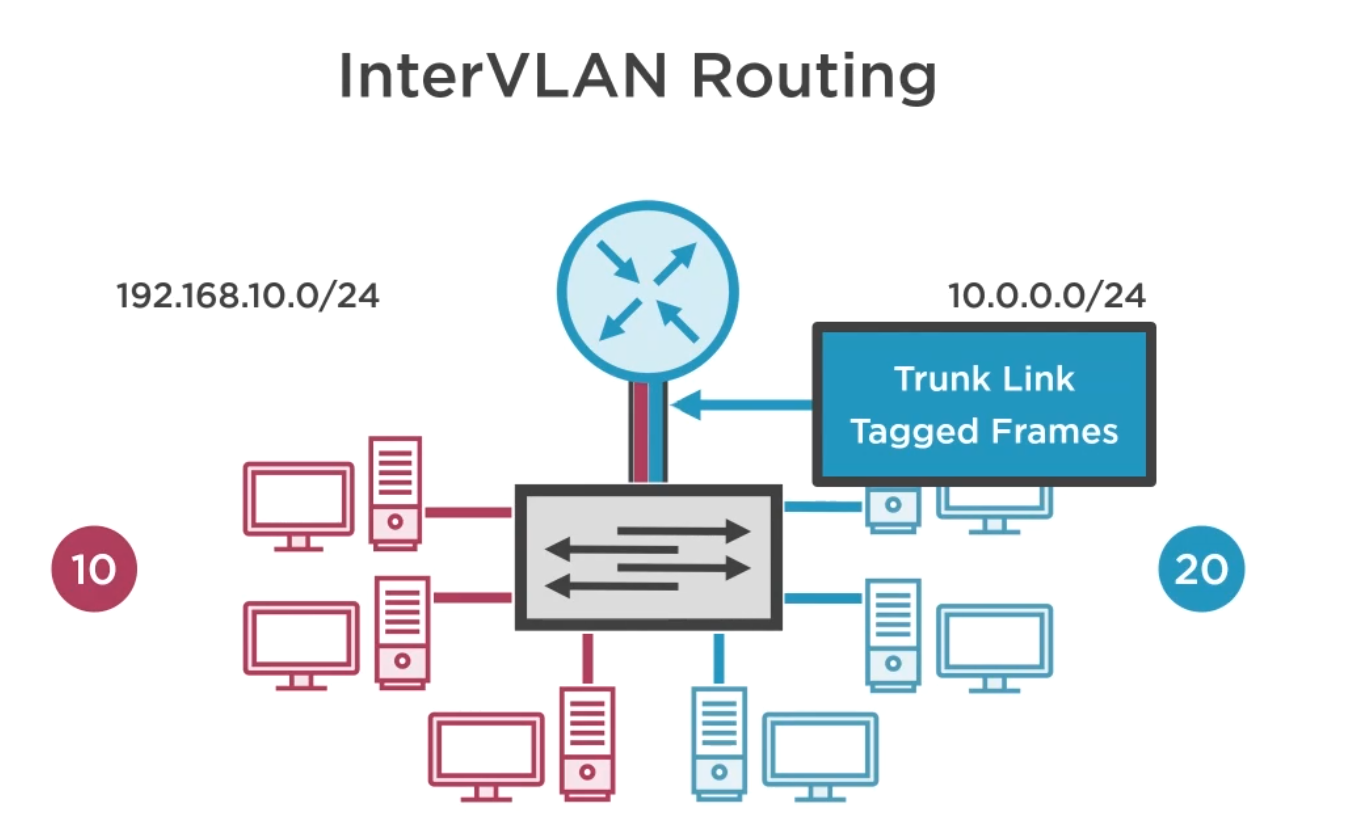 InterVLAN Routing
192.168.10.0/24
10.0.0.0/24
Trunk Link
Tagged Frames
10
20